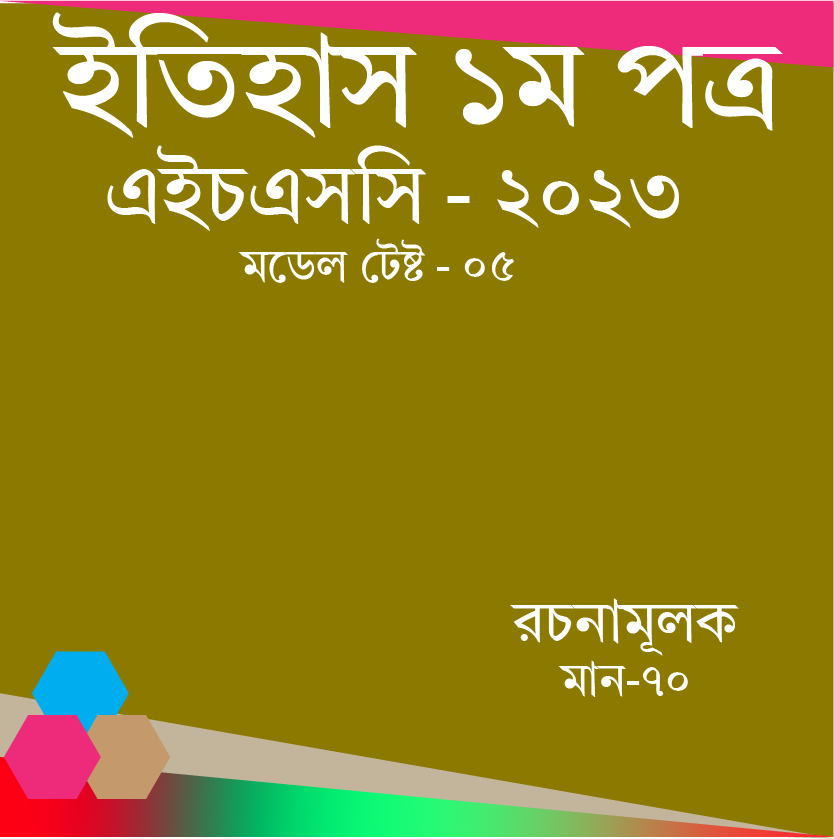 ইতিহাস ১ম পত্র
এইচএসসি - ২০২৩
মডেল টেষ্ট - ০৫
রচনামূলক
মান-৭০